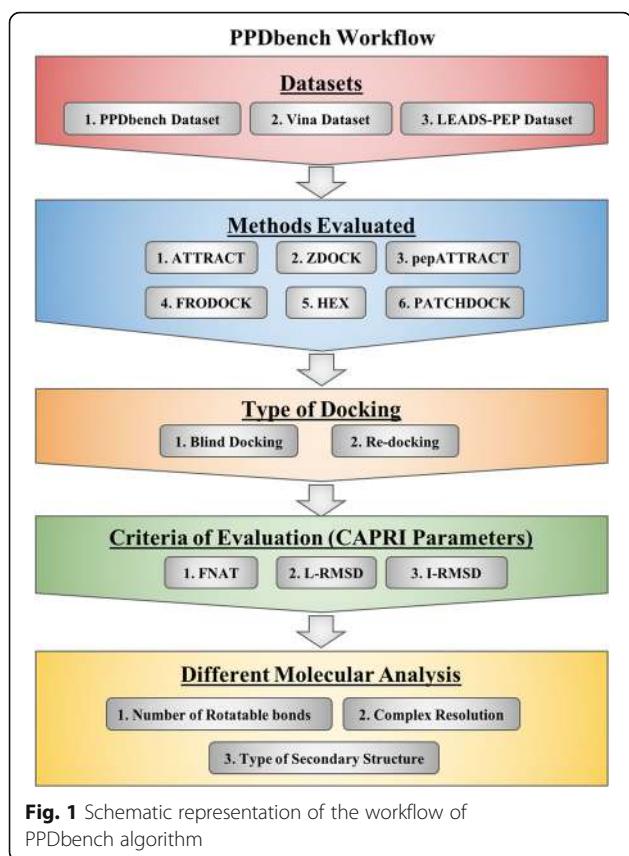 PPDbench Workflow
Datasets
1. PPDbench Dataset
2. Vina Dataset
3. LEADS-PEP Dataset
Methods Evaluated
1. ATTRACT
2. ZDOCK
3. pepATTRACT
4. FRODOCK
5. HEX
6. PATCHDOCK
Type of Docking
1. Blind Docking
2. Re-docking
Criteria of Evaluation (CAPRI Parameters)
1. FNAT
2. L-RMSD
3. I-RMSD
Different Molecular Analysis
1. Number of Rotatable bonds
2. Complex Resolution
3. Type of Secondary Structure
Fig. 1 Schematic representation of the workflow of
PPDbench algorithm